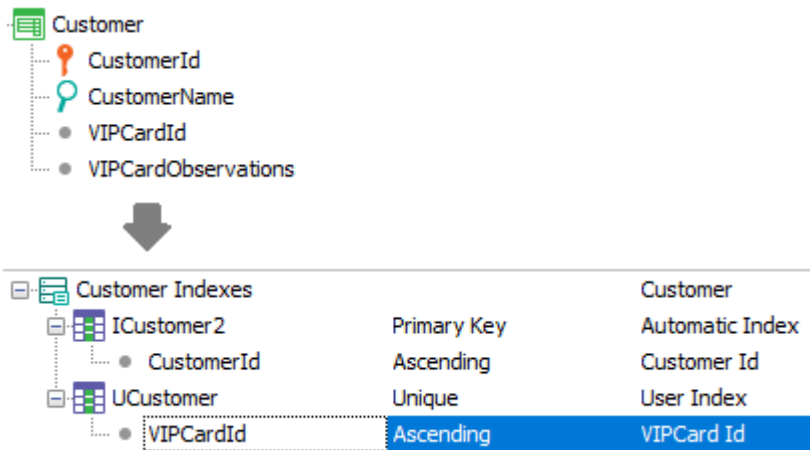 Customer
CustomerId
CustomerName
VIPCardId
VIPCardObservations
Customer Indexes Customer
ICustomer2 Primary Key Automatic Index
CustomerId Ascending Customer Id
UCustomer Unique User Index
VIPCardId Ascending VIPCard Id